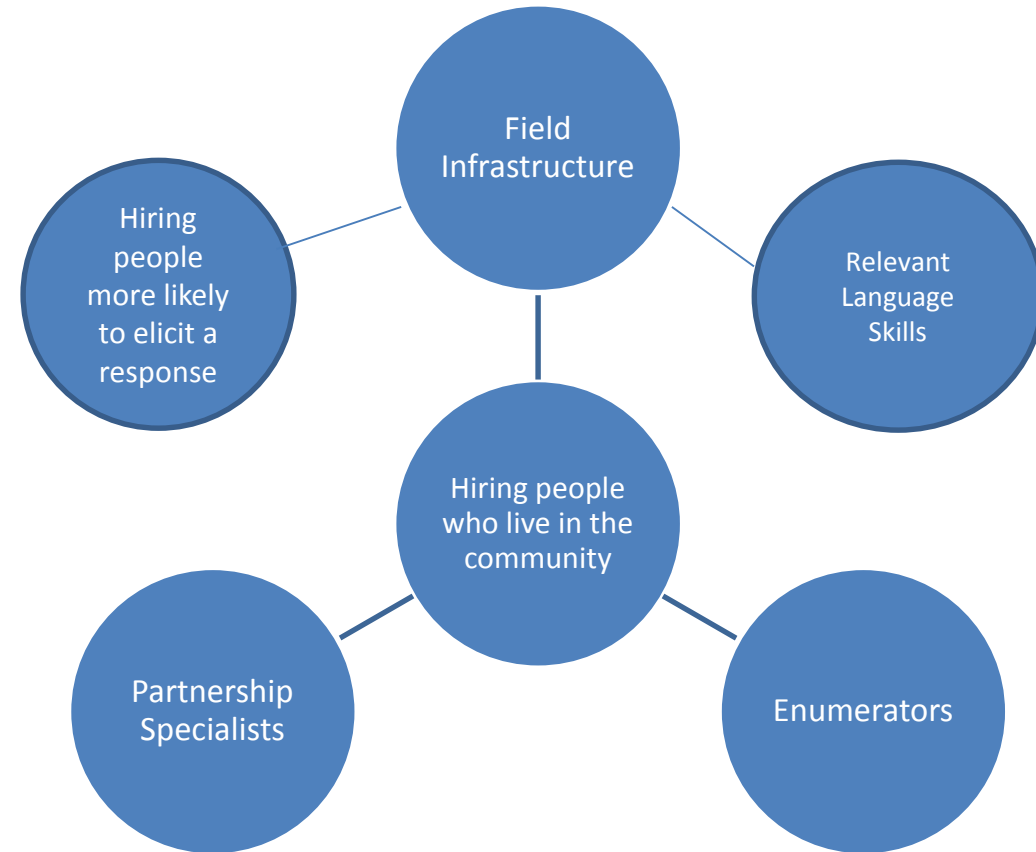 Field
Infrastructure
Hiring
people
more likely
to elicit a
response
Relevant
Language
Skills
Hiring people
who live in the
community
Partnership
Specialists
Enumerators